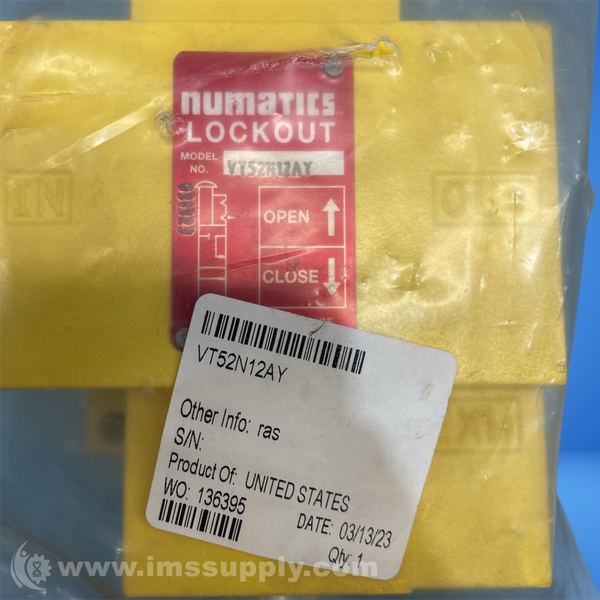 numatics
LOCKOUT
MODEL
NO. VT52N12AY
IN
OPEN
CLOSE
VT52N12AY
Other Info: ras
S/N:
Product Of: UNITED STATES
WO: 136395
DATE: 03/13/23
Qty: 1
www.imssupply.com